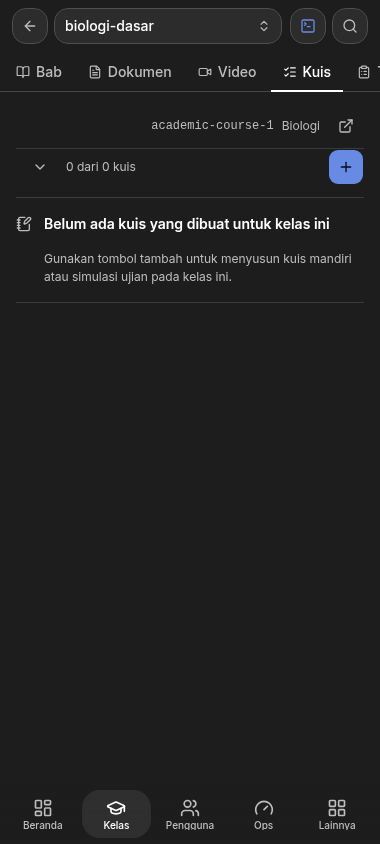 biologi-dasar
Bab
Dokumen
Video
Kuis
academic-course-1 Biologi
0 dari 0 kuis
Belum ada kuis yang dibuat untuk kelas ini
Gunakan tombol tambah untuk menyusun kuis mandiri
atau simulasi ujian pada kelas ini.
Beranda
Kelas
Pengguna
Ops
Lainnya